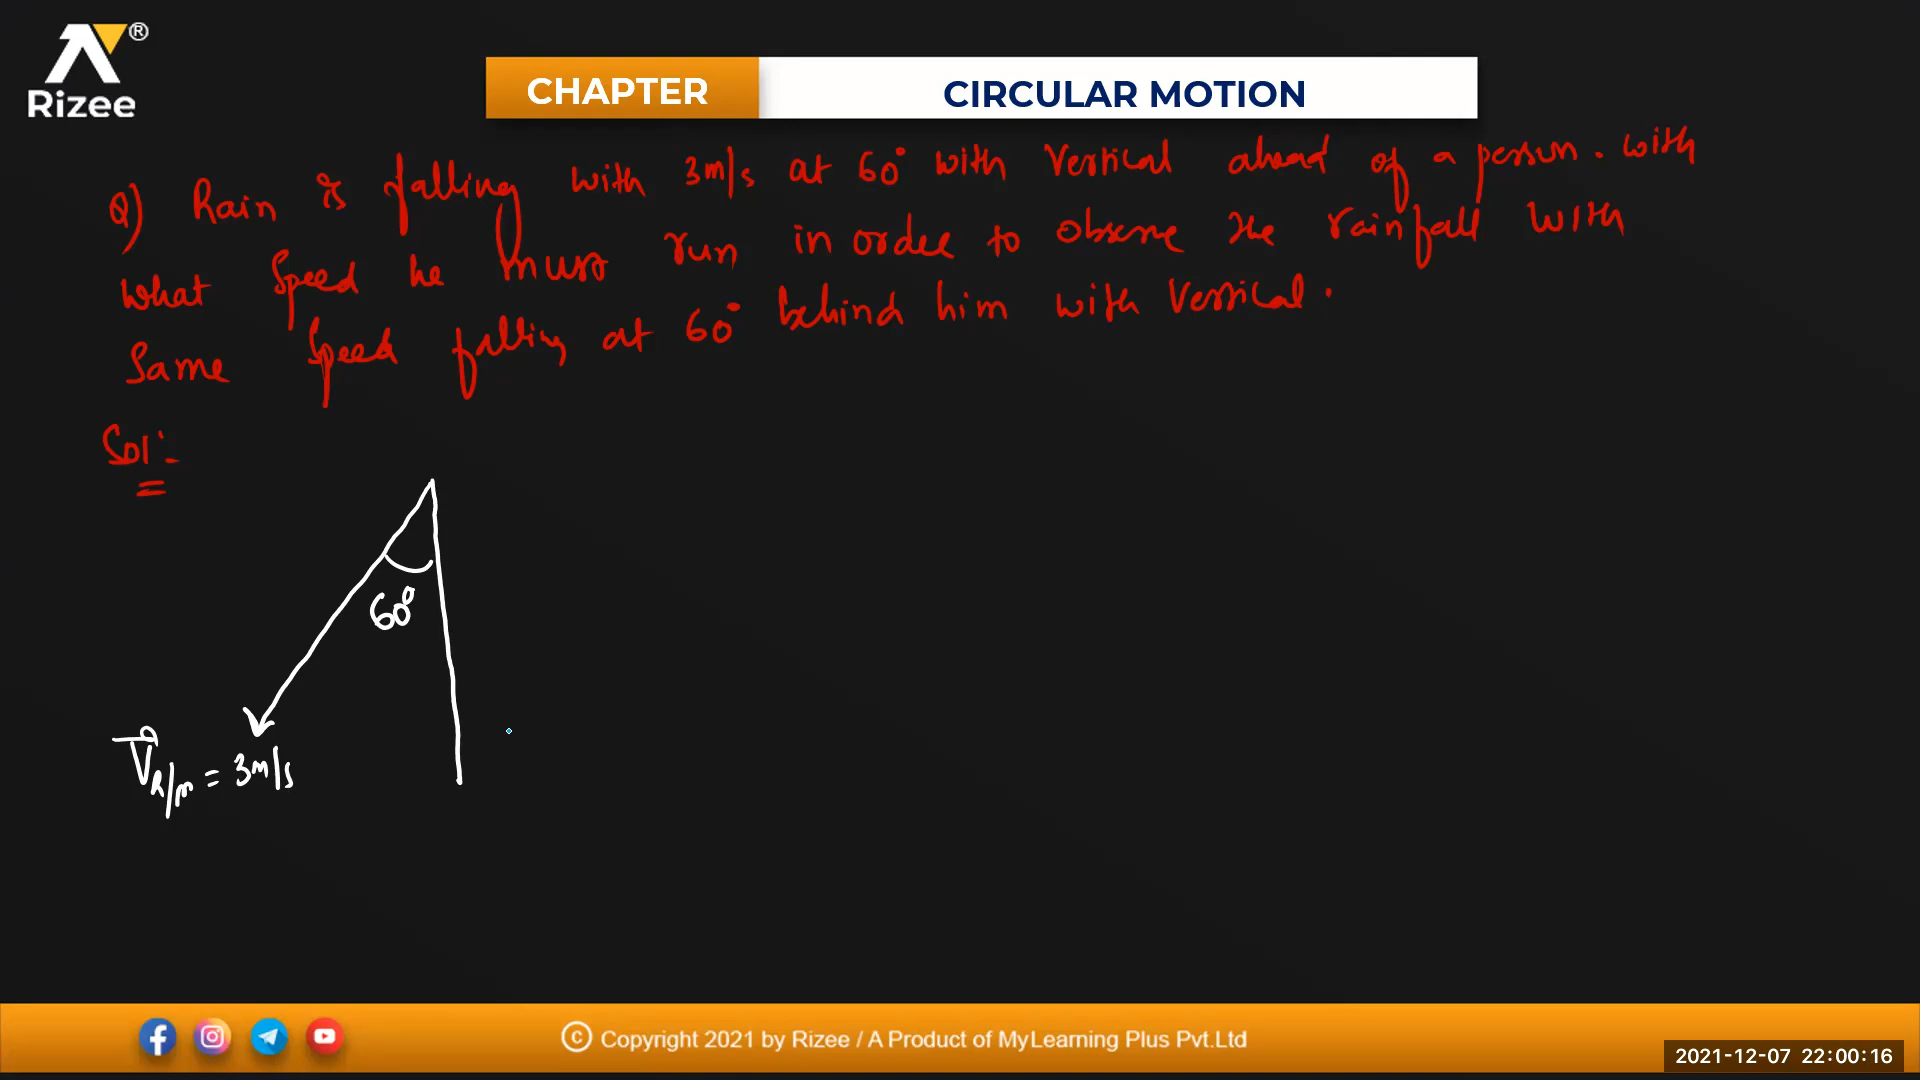 ®
Rizee
CHAPTER CIRCULAR MOTION
Q) Rain is falling with 3m/s at 60° with Vertical ahead of a person. with
What Speed he must run in order to observe the rainfall with
Same Speed falling at 60° behind him with Vertical.
Sol:
60°
V R/m = 3m/s
© Copyright 2021 by Rizee / A Product of MyLearning Plus Pvt.Ltd
2021-12-07 22:00:16